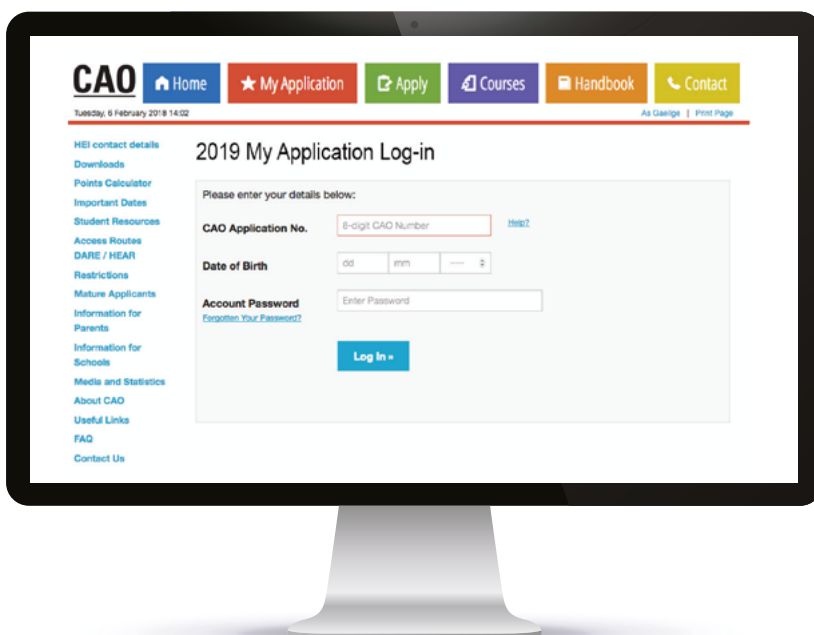 CAO Home My Application Apply Courses Handbook Contact
Tuesday, 6 February 2018 14:02
As Gaeilge | Print Page
HEI contact details
Downloads
Points Calculator
Important Dates
Student Resources
Access Routes
DARE / HEAR
Restrictions
Mature Applicants
Information for
Parents
Information for
Schools
Media and Statistics
About CAO
Useful Links
FAQ
Contact Us
2019 My Application Log-in
Please enter your details below:
CAO Application No. 8-digit CAO Number Help?
Date of Birth dd mm ----
Account Password Enter Password
Forgotten Your Password?
Log In »